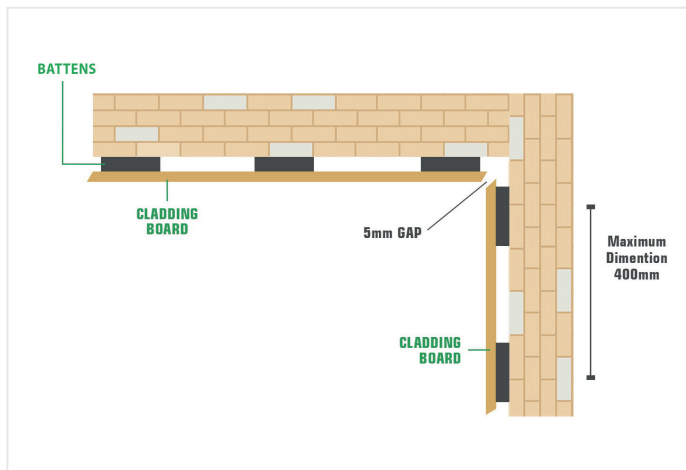 BATTENS
CLADDING
BOARD
5mm GAP
Maximum
Dimention
400mm
CLADDING
BOARD